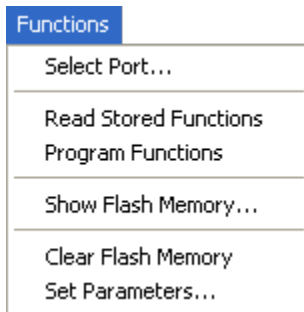 Functions
Select Port...
Read Stored Functions
Program Functions
Show Flash Memory...
Clear Flash Memory
Set Parameters...